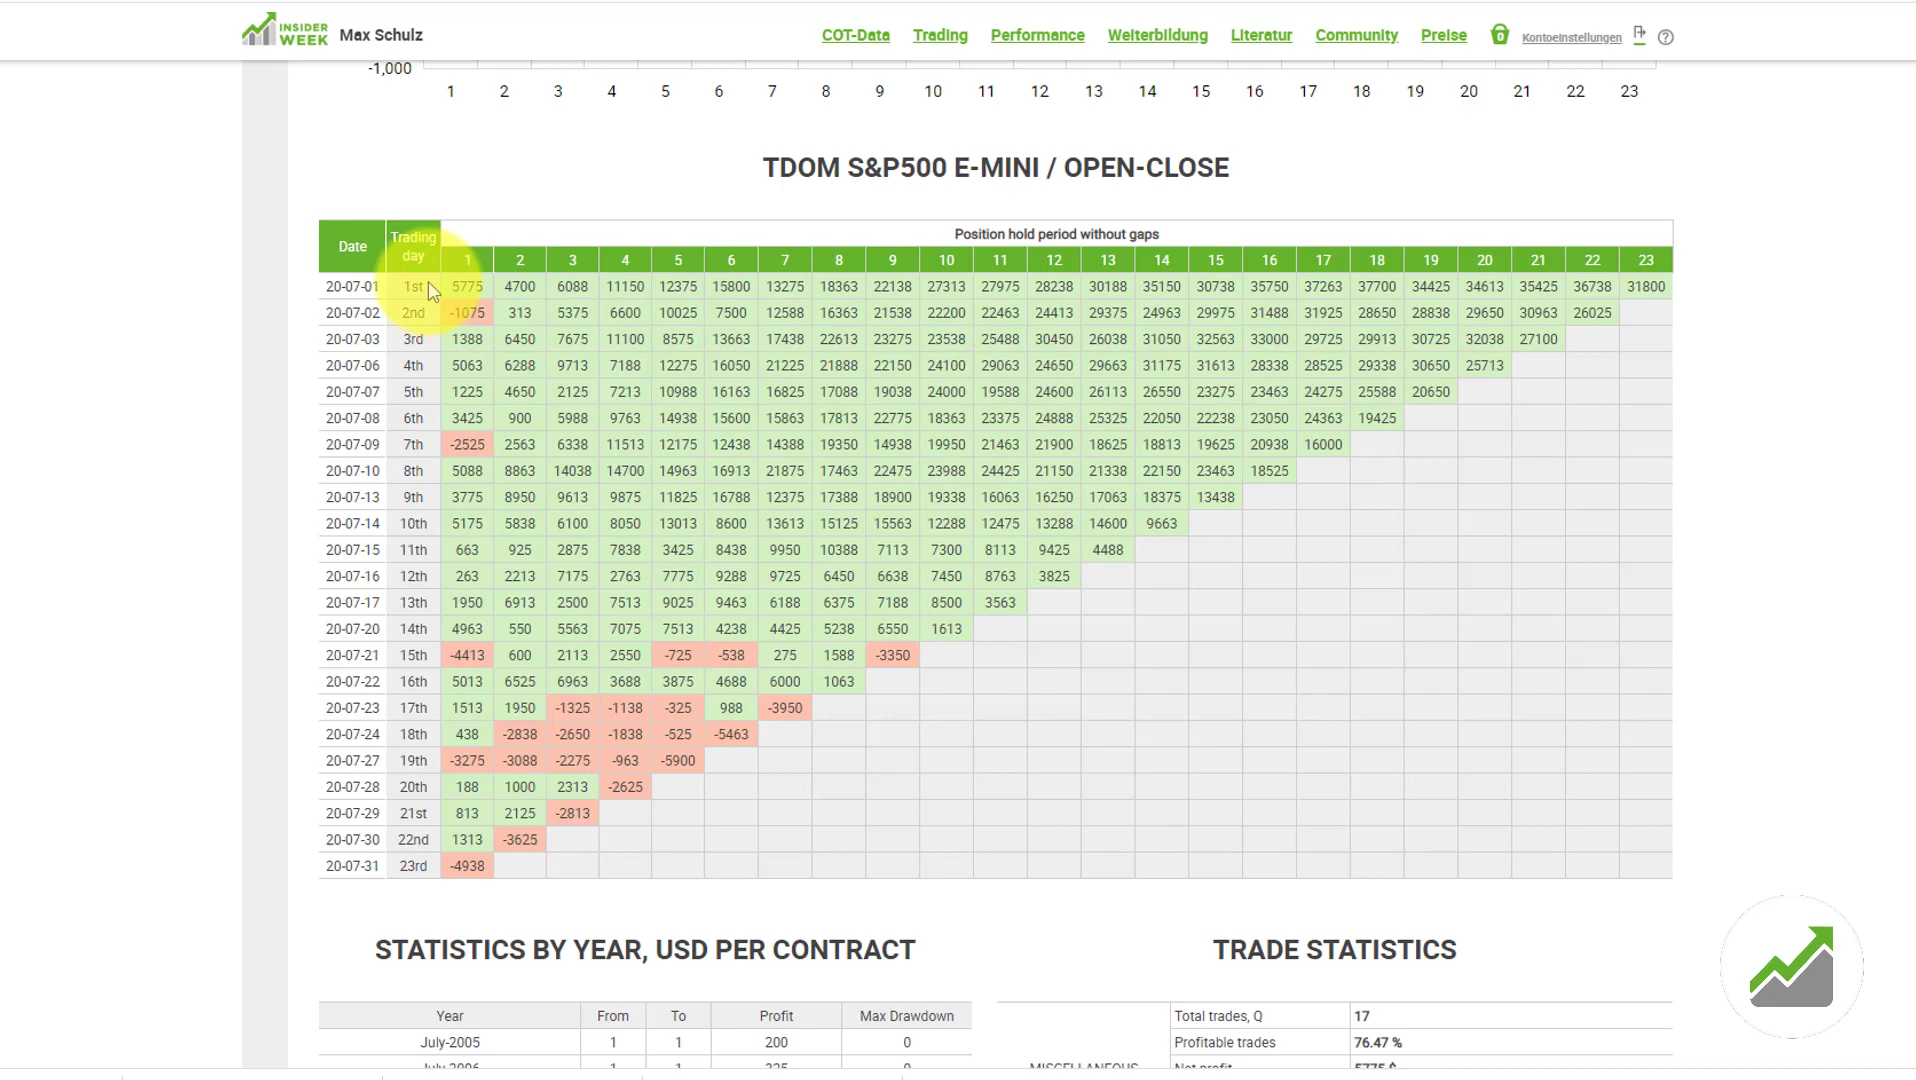 INSIDER
WEEK
Max Schulz
COT-Data Trading Performance Weiterbildung Literatur Community Preise 0 Kontoeinstellungen ?
-1,000
1 2 3 4 5 6 7 8 9 10 11 12 13 14 15 16 17 18 19 20 21 22 23
TDOM S&P500 E-MINI / OPEN-CLOSE
Date Trading day Position hold period without gaps
1 2 3 4 5 6 7 8 9 10 11 12 13 14 15 16 17 18 19 20 21 22 23
20-07-01 1st 5775 4700 6088 11150 12375 15800 13275 18363 22138 27313 27975 28238 30188 35150 30738 35750 37263 37700 34425 34613 35425 36738 31800
20-07-02 2nd -1075 313 5375 6600 10025 7500 12588 16363 21538 22200 22463 24413 29375 24963 29975 31488 31925 28650 28838 29650 30963 26025
20-07-03 3rd 1388 6450 7675 11100 8575 13663 17438 22613 23275 23538 25488 30450 26038 31050 32563 33000 29725 29913 30725 32038 27100
20-07-06 4th 5063 6288 9713 7188 12275 16050 21225 21888 22150 24100 29063 24650 29663 31175 31613 28338 28525 29338 30650 25713
20-07-07 5th 1225 4650 2125 7213 10988 16163 16825 17088 19038 24000 19588 24600 26113 26550 23275 23463 24275 25588 20650
20-07-08 6th 3425 900 5988 9763 14938 15600 15863 17813 22775 18363 23375 24888 25325 22050 22238 23050 24363 19425
20-07-09 7th -2525 2563 6338 11513 12175 12438 14388 19350 14938 19950 21463 21900 18625 18813 19625 20938 16000
20-07-10 8th 5088 8863 14038 14700 14963 16913 21875 17463 22475 23988 24425 21150 21338 22150 23463 18525
20-07-13 9th 3775 8950 9613 9875 11825 16788 12375 17388 18900 19338 16063 16250 17063 18375 13438
20-07-14 10th 5175 5838 6100 8050 13013 8600 13613 15125 15563 12288 12475 13288 14600 9663
20-07-15 11th 663 925 2875 7838 3425 8438 9950 10388 7113 7300 8113 9425 4488
20-07-16 12th 263 2213 7175 2763 7775 9288 9725 6450 6638 7450 8763 3825
20-07-17 13th 1950 6913 2500 7513 9025 9463 6188 6375 7188 8500 3563
20-07-20 14th 4963 550 5563 7075 7513 4238 4425 5238 6550 1613
20-07-21 15th -4413 600 2113 2550 -725 -538 275 1588 -3350
20-07-22 16th 5013 6525 6963 3688 3875 4688 6000 1063
20-07-23 17th 1513 1950 -1325 -1138 -325 988 -3950
20-07-24 18th 438 -2838 -2650 -1838 -525 -5463
20-07-27 19th -3275 -3088 -2275 -963 -5900
20-07-28 20th 188 1000 2313 -2625
20-07-29 21st 813 2125 -2813
20-07-30 22nd 1313 -3625
20-07-31 23rd -4938
STATISTICS BY YEAR, USD PER CONTRACT
Year From To Profit Max Drawdown
July-2005 1 1 200 0
July-2006 1 1 225 0
TRADE STATISTICS
Total trades, Q 17
Profitable trades 76.47 %
MISCELLANEOUS Net profit 5775 $